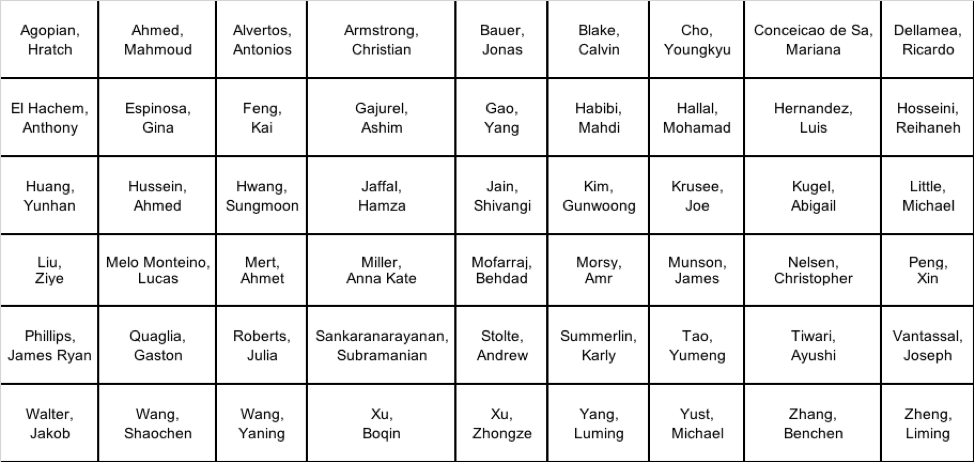 Agopian,
Hratch
Ahmed,
Mahmoud
Alvertos,
Antonios
Armstrong,
Christian
Bauer,
Jonas
Blake,
Calvin
Cho,
Youngkyu
Conceicao de Sa,
Mariana
Dellamea,
Ricardo
El Hachem,
Anthony
Espinosa,
Gina
Feng,
Kai
Gajurel,
Ashim
Gao,
Yang
Habibi,
Mahdi
Hallal,
Mohamad
Hernandez,
Luis
Hosseini,
Reihaneh
Huang,
Yunhan
Hussein,
Ahmed
Hwang,
Sungmoon
Jaffal,
Hamza
Jain,
Shivangi
Kim,
Gunwoong
Krusee,
Joe
Kugel,
Abigail
Little,
Michael
Liu,
Ziye
Melo Monteino,
Lucas
Mert,
Ahmet
Miller,
Anna Kate
Mofarraj,
Behdad
Morsy,
Amr
Munson,
James
Nelsen,
Christopher
Peng,
Xin
Phillips,
James Ryan
Quaglia,
Gaston
Roberts,
Julia
Sankaranarayanan,
Subramanian
Stolte,
Andrew
Summerlin,
Karly
Tao,
Yumeng
Tiwari,
Ayushi
Vantassal,
Joseph
Walter,
Jakob
Wang,
Shaochen
Wang,
Yaning
Xu,
Boqin
Xu,
Zhongze
Yang,
Luming
Yust,
Michael
Zhang,
Benchen
Zheng,
Liming